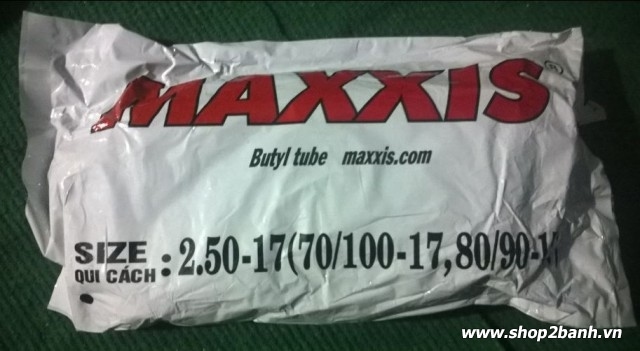 MAXXIS®
Butyl tube maxxis.com
SIZE
QUI CÁCH : 2.50-17(70/100-17, 80/90-1
www.shop2banh.vn